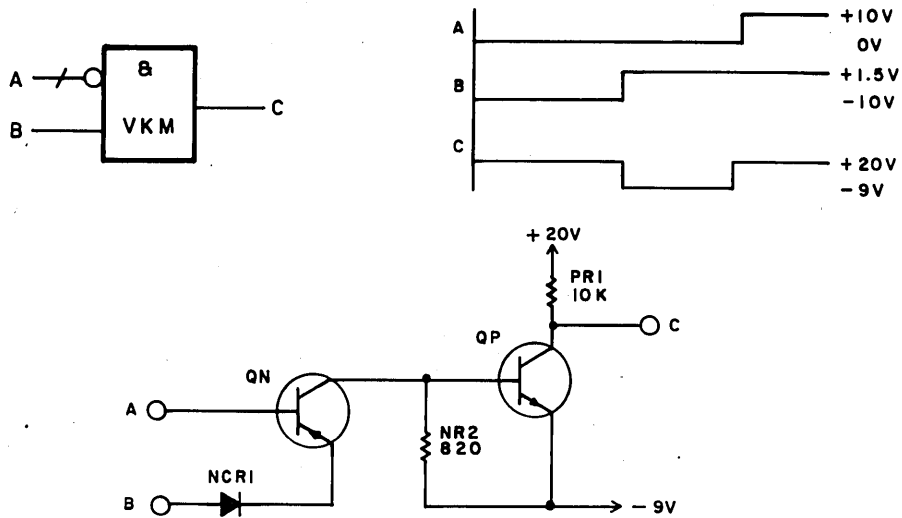 A
&
B
VKM
C
A
+10V
0V
B
+1.5V
-10V
C
+20V
-9V
+20V
PR1
10K
C
QP
QN
A
NR2
820
NCR1
B
-9V